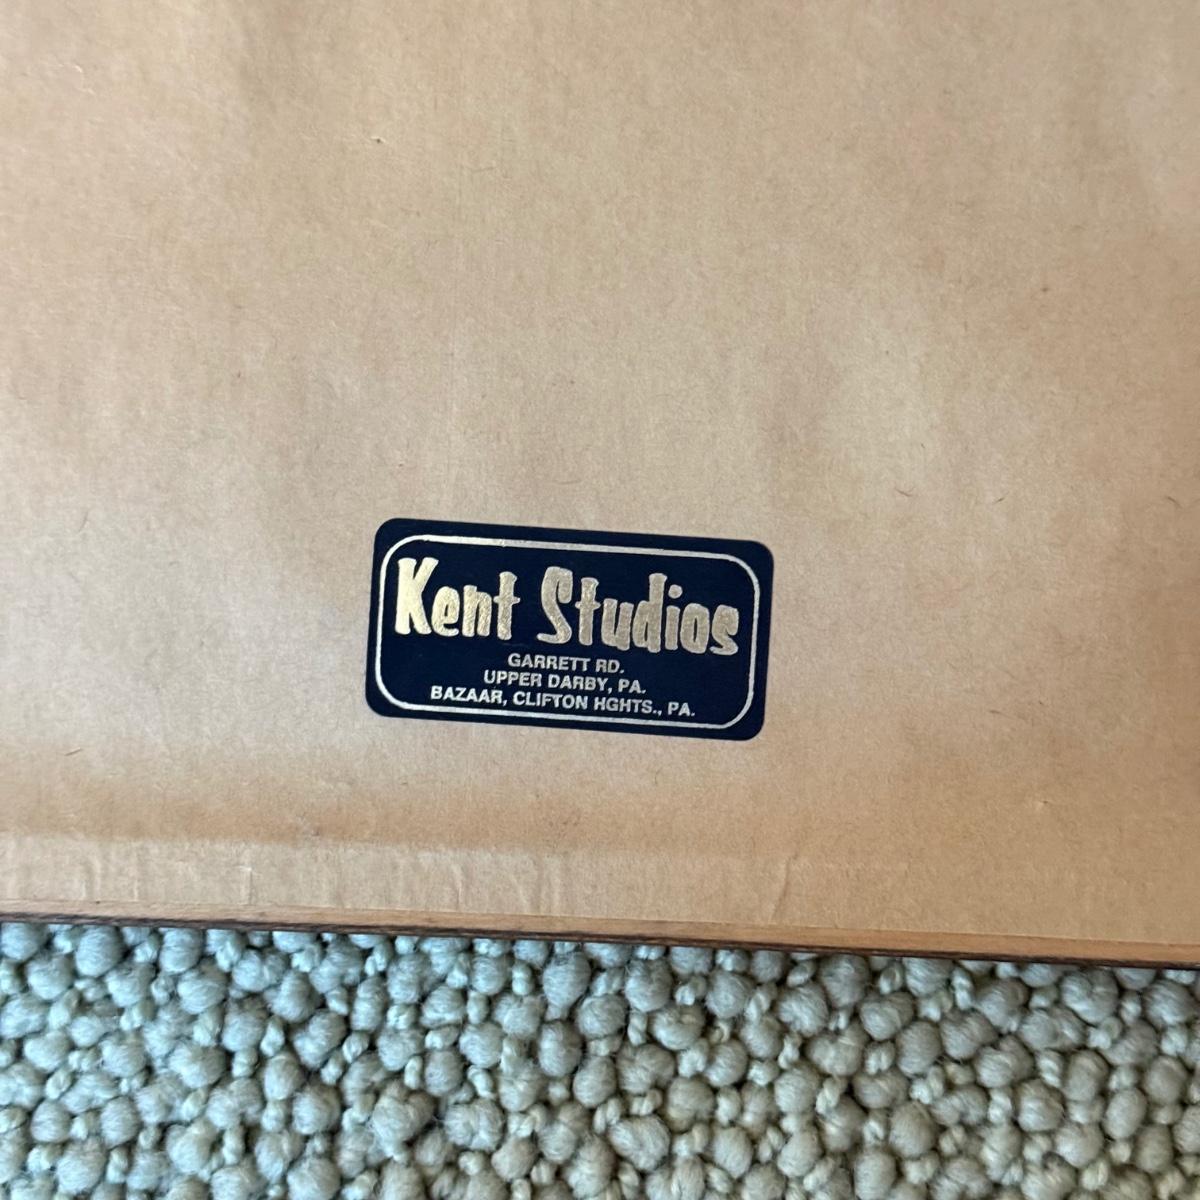 Kent Studios
GARRETT RD.
UPPER DARBY, PA.
BAZAAR, CLIFTON HGHTS., PA.